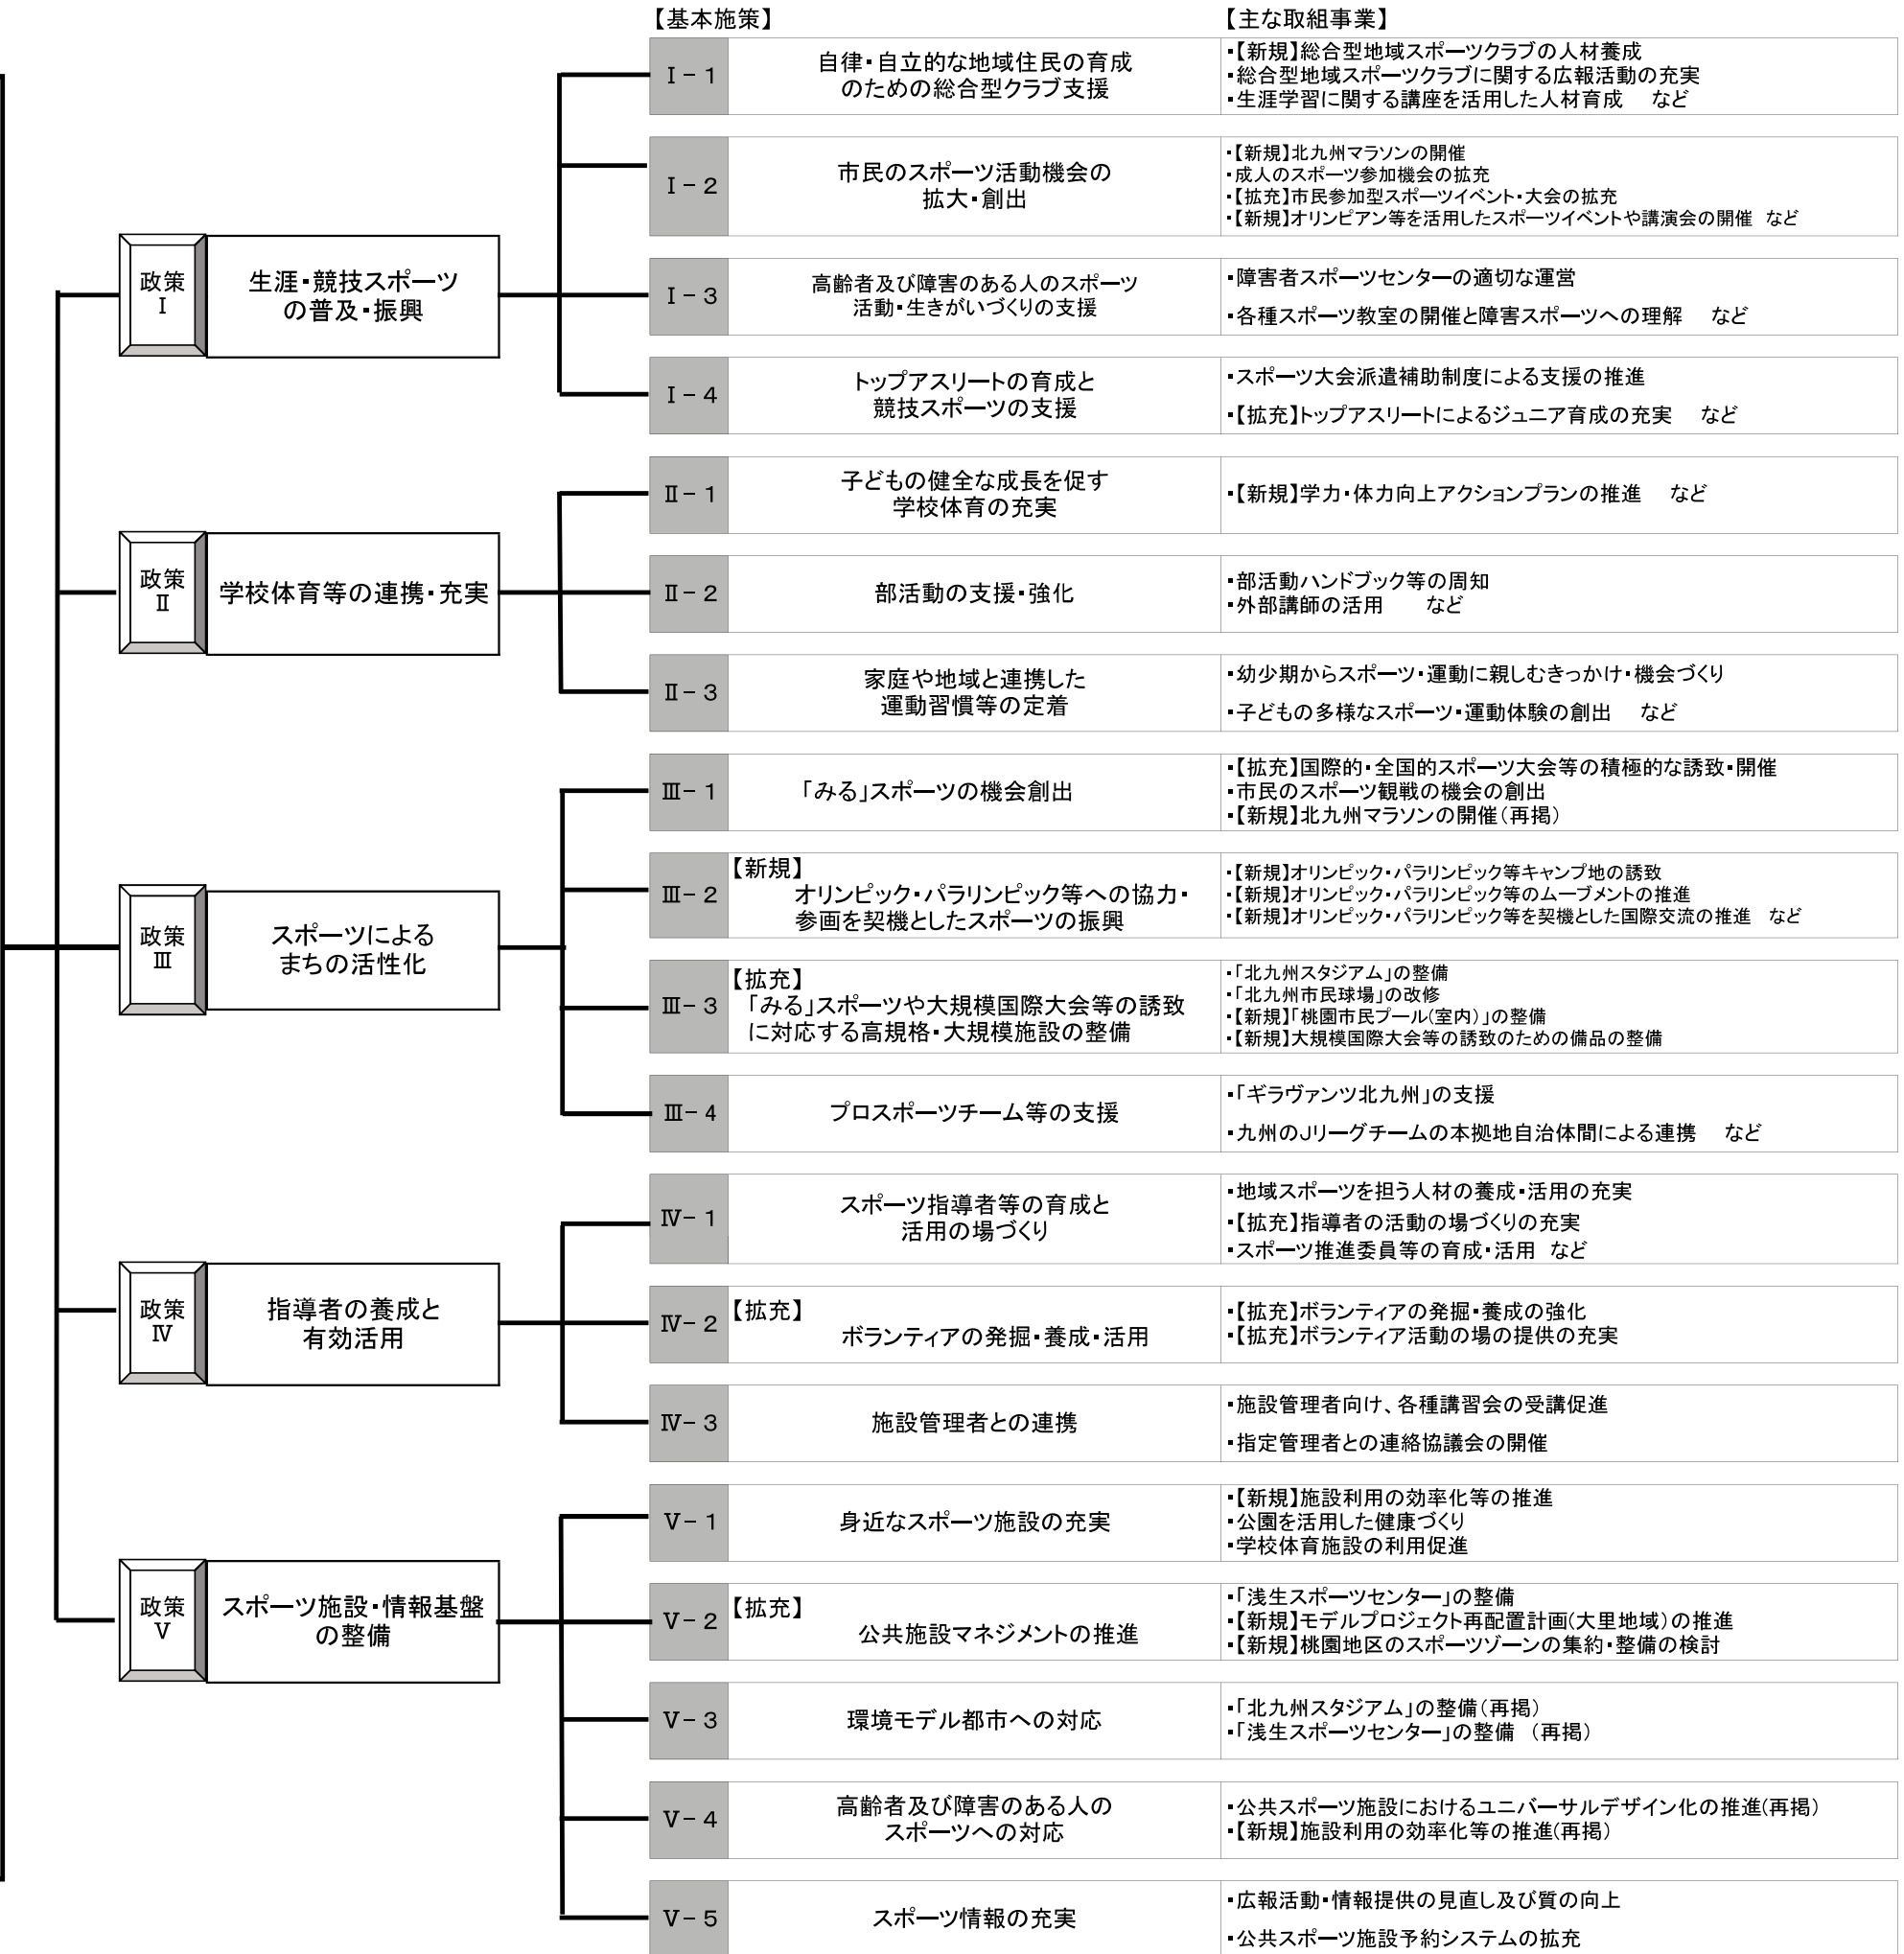 【基本施策】
【主な取組事業】
政策
Ⅰ
生涯・競技スポーツ
の普及・振興
Ⅰ－1
自律・自立的な地域住民の育成
のための総合型クラブ支援
・【新規】総合型地域スポーツクラブの人材養成
・総合型地域スポーツクラブに関する広報活動の充実
・生涯学習に関する講座を活用した人材育成　など
Ⅰ－2
市民のスポーツ活動機会の
拡大・創出
・【新規】北九州マラソンの開催
・成人のスポーツ参加機会の拡充
・【拡充】市民参加型スポーツイベント・大会の拡充
・【新規】オリンピアン等を活用したスポーツイベントや講演会の開催　など
Ⅰ－3
高齢者及び障害のある人のスポーツ
活動・生きがいづくりの支援
・障害者スポーツセンターの適切な運営
・各種スポーツ教室の開催と障害スポーツへの理解　など
Ⅰ－4
トップアスリートの育成と
競技スポーツの支援
・スポーツ大会派遣補助制度による支援の推進
・【拡充】トップアスリートによるジュニア育成の充実　など
政策
Ⅱ
学校体育等の連携・充実
Ⅱ－1
子どもの健全な成長を促す
学校体育の充実
・【新規】学力・体力向上アクションプランの推進　など
Ⅱ－2
部活動の支援・強化
・部活動ハンドブック等の周知
・外部講師の活用　　など
Ⅱ－3
家庭や地域と連携した
運動習慣等の定着
・幼少期からスポーツ・運動に親しむきっかけ・機会づくり
・子どもの多様なスポーツ・運動体験の創出　など
政策
Ⅲ
スポーツによる
まちの活性化
Ⅲ－1
「みる」スポーツの機会創出
・【拡充】国際的・全国的スポーツ大会等の積極的な誘致・開催
・市民のスポーツ観戦の機会の創出
・【新規】北九州マラソンの開催（再掲）
Ⅲ－2
【新規】
オリンピック・パラリンピック等への協力・
参画を契機としたスポーツの振興
・【新規】オリンピック・パラリンピック等キャンプ地の誘致
・【新規】オリンピック・パラリンピック等のムーブメントの推進
・【新規】オリンピック・パラリンピック等を契機とした国際交流の推進　など
Ⅲ－3
【拡充】
「みる」スポーツや大規模国際大会等の誘致
に対応する高規格・大規模施設の整備
・「北九州スタジアム」の整備
・「北九州市民球場」の改修
・【新規】「桃園市民プール(室内)」の整備
・【新規】大規模国際大会等の誘致のための備品の整備
Ⅲ－4
プロスポーツチーム等の支援
・「ギラヴァンツ北九州」の支援
・九州のJリーグチームの本拠地自治体間による連携　など
政策
Ⅳ
指導者の養成と
有効活用
Ⅳ－1
スポーツ指導者等の育成と
活用の場づくり
・地域スポーツを担う人材の養成・活用の充実
・【拡充】指導者の活動の場づくりの充実
・スポーツ推進委員等の育成・活用　など
Ⅳ－2
【拡充】
ボランティアの発掘・養成・活用
・【拡充】ボランティアの発掘・養成の強化
・【拡充】ボランティア活動の場の提供の充実
Ⅳ－3
施設管理者との連携
・施設管理者向け、各種講習会の受講促進
・指定管理者との連絡協議会の開催
政策
Ⅴ
スポーツ施設・情報基盤
の整備
Ⅴ－1
身近なスポーツ施設の充実
・【新規】施設利用の効率化等の推進
・公園を活用した健康づくり
・学校体育施設の利用促進
Ⅴ－2
【拡充】
公共施設マネジメントの推進
・「浅生スポーツセンター」の整備
・【新規】モデルプロジェクト再配置計画(大里地域)の推進
・【新規】桃園地区のスポーツゾーンの集約・整備の検討
Ⅴ－3
環境モデル都市への対応
・「北九州スタジアム」の整備（再掲）
・「浅生スポーツセンター」の整備　（再掲）
Ⅴ－4
高齢者及び障害のある人の
スポーツへの対応
・公共スポーツ施設におけるユニバーサルデザイン化の推進(再掲)
・【新規】施設利用の効率化等の推進(再掲)
Ⅴ－5
スポーツ情報の充実
・広報活動・情報提供の見直し及び質の向上
・公共スポーツ施設予約システムの拡充